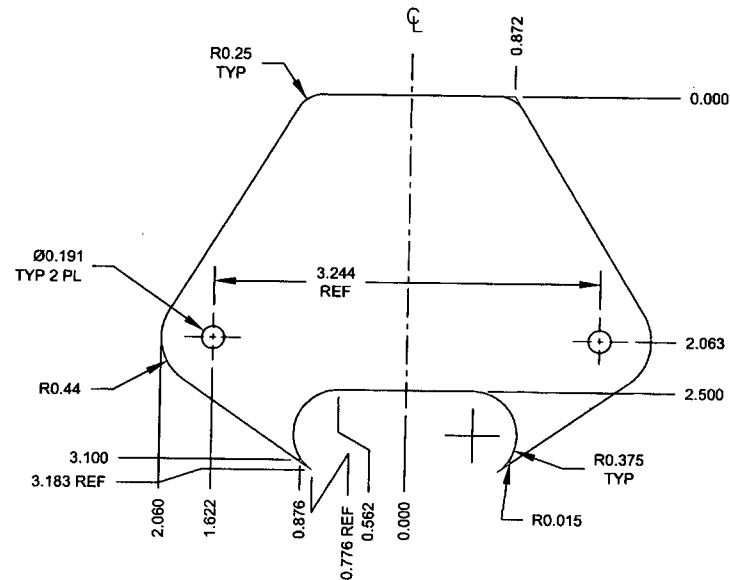 ℄
0.872
R0.25
TYP
0.000
Ø0.191
TYP 2 PL
3.244
REF
2.063
R0.44
2.500
3.100
3.183 REF
R0.375
TYP
R0.015
2.060
1.622
0.876
0.776 REF
0.562
0.000